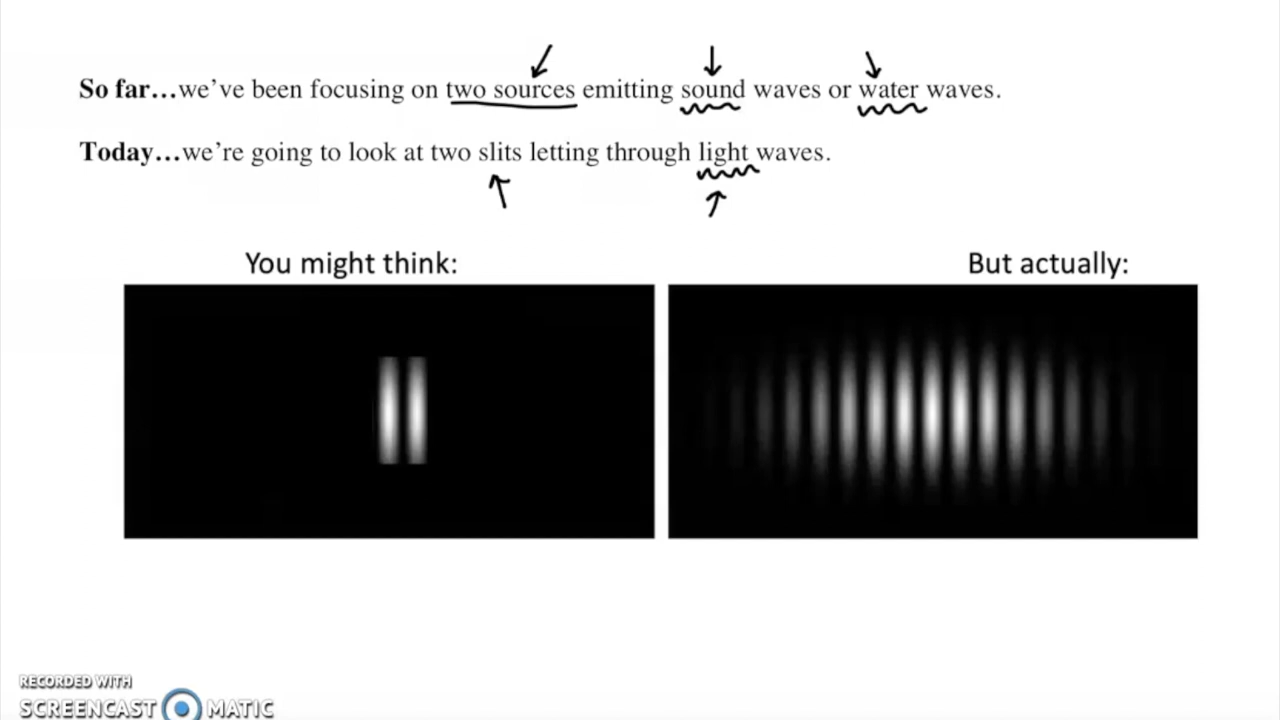 So far...we've been focusing on two sources emitting sound waves or water waves.
Today...we're going to look at two slits letting through light waves.
You might think:
But actually:
RECORDED WITH
SCREENCAST MATIC